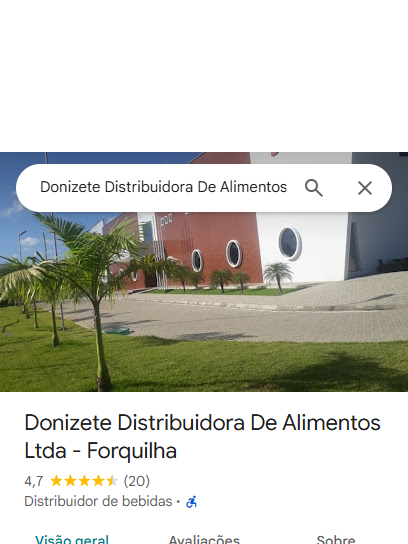 Donizete Distribuidora De Alimentos
Donizete Distribuidora De Alimentos
Ltda - Forquilha
4,7 (20)
Distribuidor de bebidas ·
Visão geral Avaliações Sobre